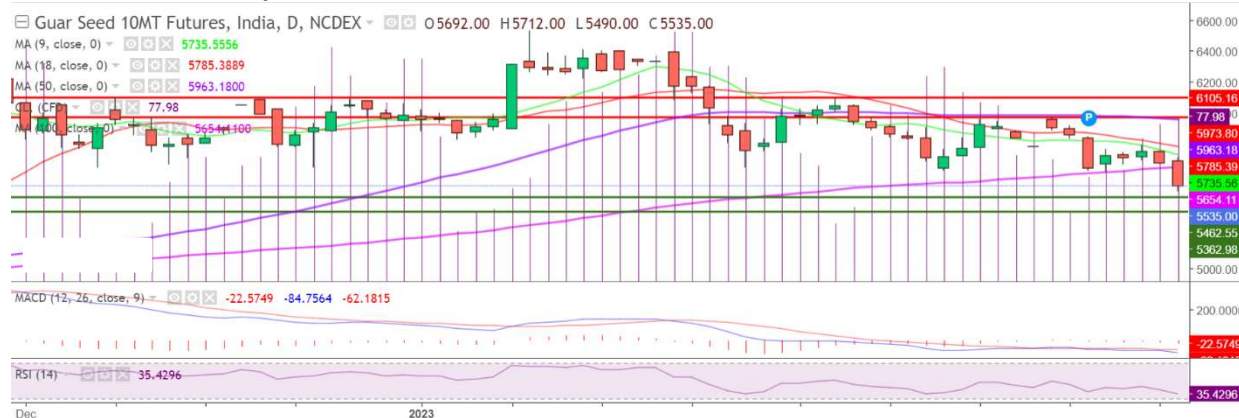 Guar Seed 10MT Futures, India, D, NCDEX O5692.00 H5712.00 L5490.00 C5535.00
MA (9, close, 0) 5735.5556
MA (18, close, 0) 5785.3889
MA (50, close, 0) 5963.1800
(CFD) 77.98
5654.1100
6600.00
6400.00
6200.00
6105.16
77.98
5973.80
5963.18
5785.39
5735.56
5654.11
5535.00
5462.55
5362.98
5000.00
P
MACD (12, 26, close, 9) -22.5749 -84.7564 -62.1815
200.0000
-22.5749
RSI (14) 35.4296
35.4296
Dec 2023